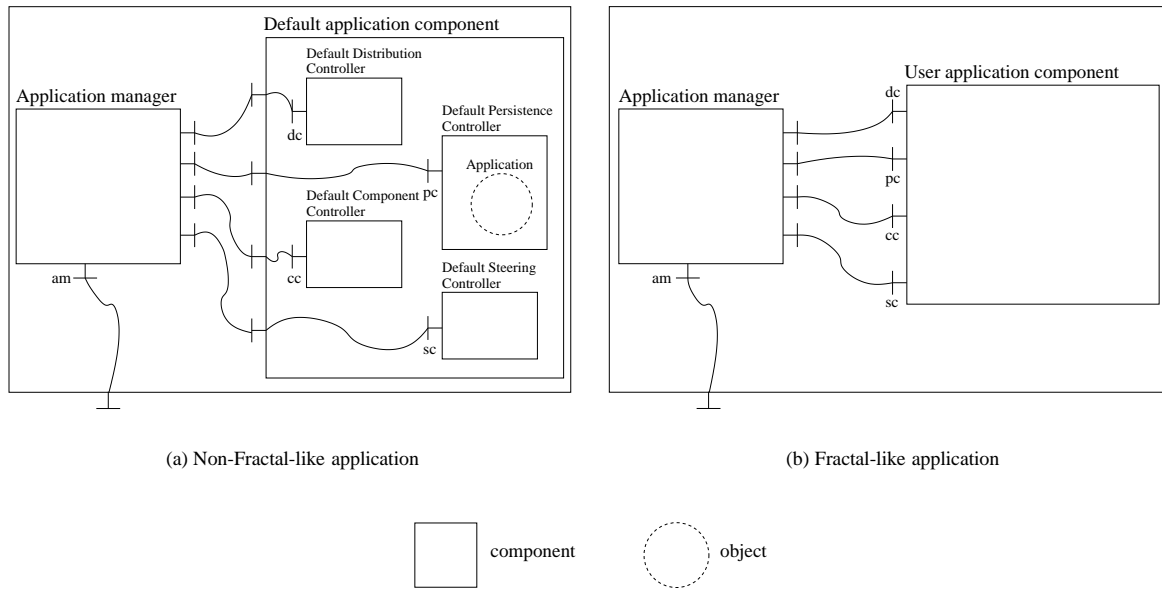 Default application component
Default Distribution
Controller
Application manager
dc
Default Persistence
Controller
Application
pc
Default Component
Controller
cc
Default Steering
Controller
am
sc
(a) Non-Fractal-like application
User application component
dc
Application manager
pc
cc
am
sc
(b) Fractal-like application
component
object